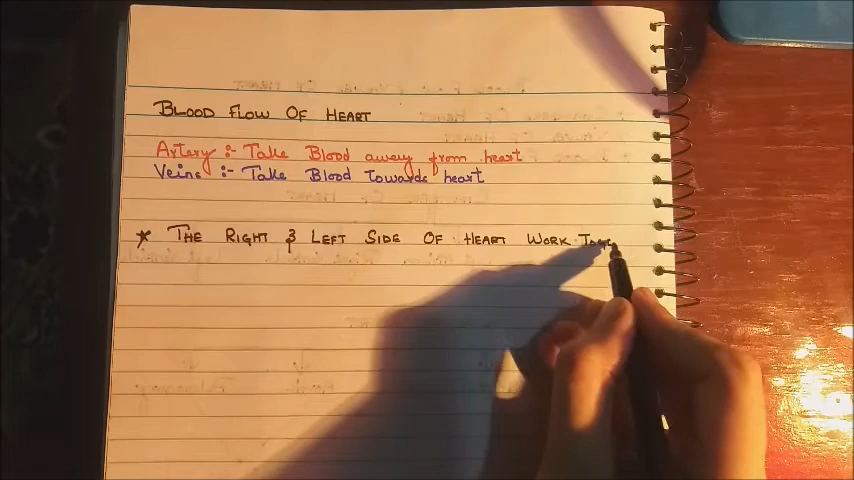 BLOOD FLOW OF HEART
Artery :- Take Blood away from heart
Veins :- Take Blood Towards heart
* THE RIGHT & LEFT SIDE OF HEART WORK